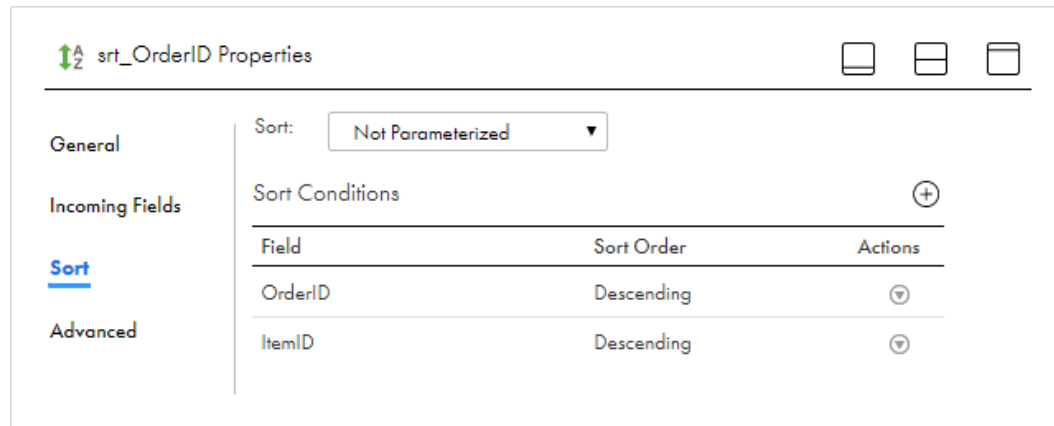 srt_OrderID Properties
General
Incoming Fields
Sort
Advanced
Sort: Not Parameterized
Sort Conditions
Field Sort Order Actions
OrderID Descending
ItemID Descending